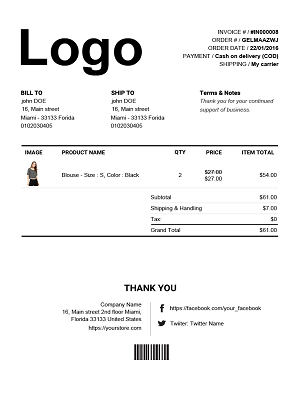 Logo
INVOICE # / #IN000008
ORDER # / GELMAAZWJ
ORDER DATE / 22/01/2016
PAYMENT / Cash on delivery (COD)
SHIPPING / My carrier
BILL TO
john DOE
16, Main street
Miami - 33133 Florida
0102030405
SHIP TO
john DOE
16, Main street
Miami - 33133 Florida
0102030405
Terms & Notes
Thank you for your continued
support of business.
IMAGE PRODUCT NAME QTY PRICE ITEM TOTAL
Blouse - Size : S, Color : Black 2 $27.00 $54.00
$27.00
Subtotal $61.00
Shipping & Handling $7.00
Tax $0
Grand Total $61.00
THANK YOU
Company Name
16, Main street 2nd floor Miami,
Florida 33133 United States
https://yourstore.com
https://facebook.com/your_facebook
Twiter: Twitter Name